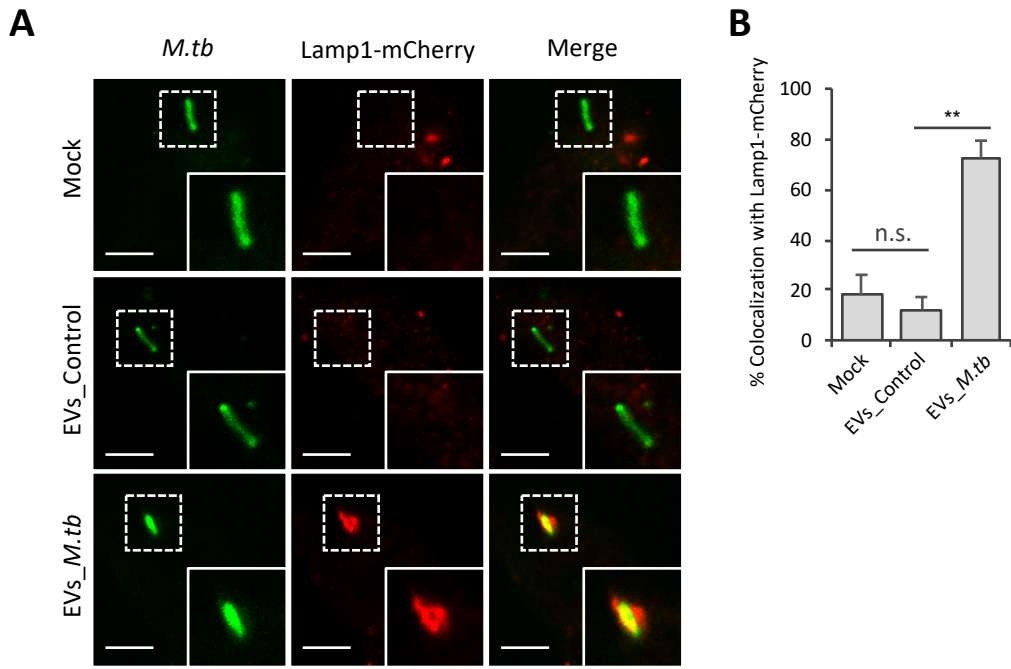 A
M.tb
Lamp1-mCherry
Merge
Mock
EVs_Control
EVs_M.tb
B
% Colocalization with Lamp1-mCherry
100
80
60
40
20
0
**
n.s.
Mock
EVs_Control
EVs_M.tb